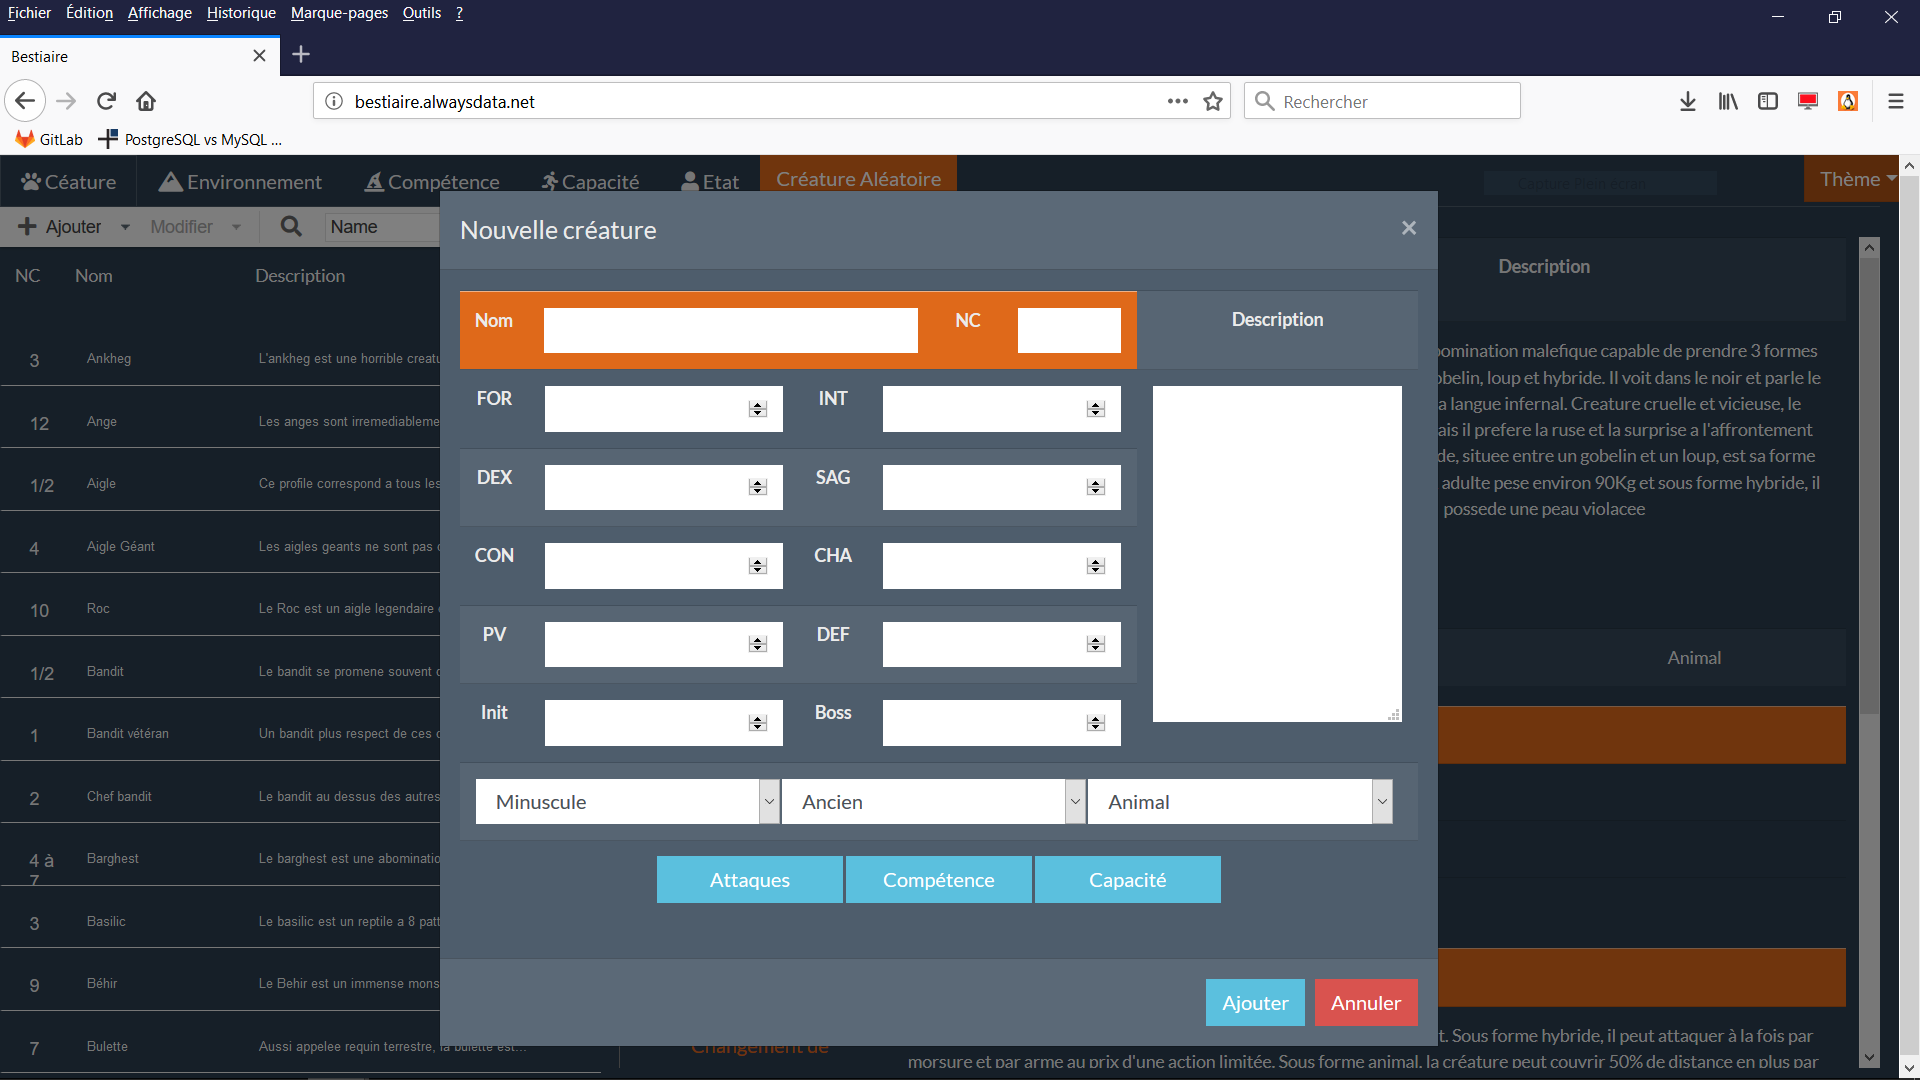 Fichier Édition Affichage Historique Marque-pages Outils ?
Bestiaire
bestiaire.alwaysdata.net
Rechercher
GitLab PostgreSQL vs MySQL ...
Céature Environnement Compétence Capacité Etat Créature Aléatoire Capture Plein écran Thème
Ajouter Modifier Name
NC Nom Description
3 Ankheg L'ankheg est une horrible creatu
12 Ange Les anges sont irremediableme
1/2 Aigle Ce profile correspond a tous les
4 Aigle Géant Les aigles geants ne sont pas
10 Roc Le Roc est un aigle legendaire
1/2 Bandit Le bandit se promene souvent
1 Bandit vétéran Un bandit plus respect de ces
2 Chef bandit Le bandit au dessus des autres
4 à 7 Barghest Le barghest est une abominatio
3 Basilic Le basilic est un reptile a 8 patt
9 Béhir Le Behir est un immense mons
7 Bulette Aussi appelee requin terrestre, la bulette est...
Nouvelle créature ×
Nom NC Description
FOR INT
DEX SAG
CON CHA
PV DEF
Init Boss
Minuscule Ancien Animal
Attaques Compétence Capacité
Ajouter Annuler
Description
omination malefique capable de prendre 3 formes
obelin, loup et hybride. Il voit dans le noir et parle le
a langue infernal. Creature cruelle et vicieuse, le
ais il prefere la ruse et la surprise a l'affrontement
de, situee entre un gobelin et un loup, est sa forme
adulte pese environ 90Kg et sous forme hybride, il
possede une peau violacee
Animal
Changement de
t. Sous forme hybride, il peut attaquer à la fois par
morsure et par arme au prix d'une action limitée. Sous forme animal, la créature peut couvrir 50% de distance en plus par